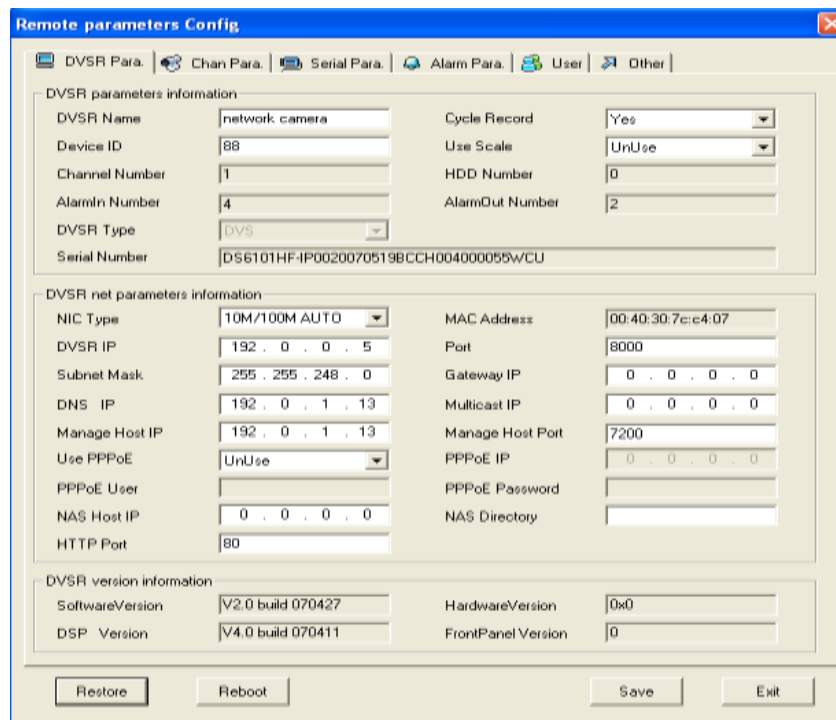 Remote parameters Config
DVSR Para. Chan Para. Serial Para. Alarm Para. User Other
DVSR parameters information
DVSR Name network camera Cycle Record Yes
Device ID 88 Use Scale UnUse
Channel Number 1 HDD Number 0
AlarmIn Number 4 AlarmOut Number 2
DVSR Type DVS
Serial Number DS6101HF-IP0020070519BCCH004000055WCU
DVSR net parameters information
NIC Type 10M/100M AUTO MAC Address 00:40:30:7c:c4:07
DVSR IP 192 . 0 . 0 . 5 Port 8000
Subnet Mask 255 . 255 . 248 . 0 Gateway IP 0 . 0 . 0 . 0
DNS IP 192 . 0 . 1 . 13 Multicast IP 0 . 0 . 0 . 0
Manage Host IP 192 . 0 . 1 . 13 Manage Host Port 7200
Use PPPoE UnUse PPPoE IP 0 . 0 . 0 . 0
PPPoE User PPPoE Password
NAS Host IP 0 . 0 . 0 . 0 NAS Directory
HTTP Port 80
DVSR version information
SoftwareVersion V2.0 build 070427 HardwareVersion 0x0
DSP Version V4.0 build 070411 FrontPanel Version 0
Restore Reboot Save Exit